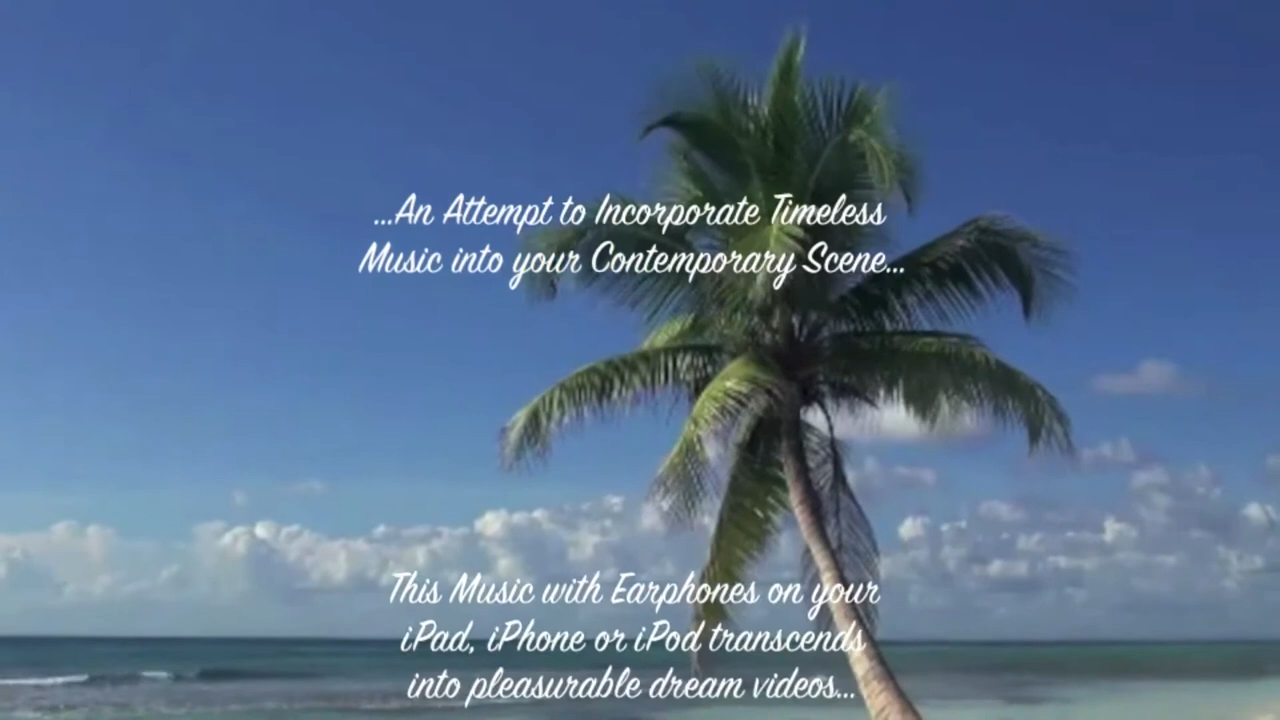 ...An Attempt to Incorporate Timeless
Music into your Contemporary Scene...
This Music with Earphones on your
iPad, iPhone or iPod transcends
into pleasurable dream videos...